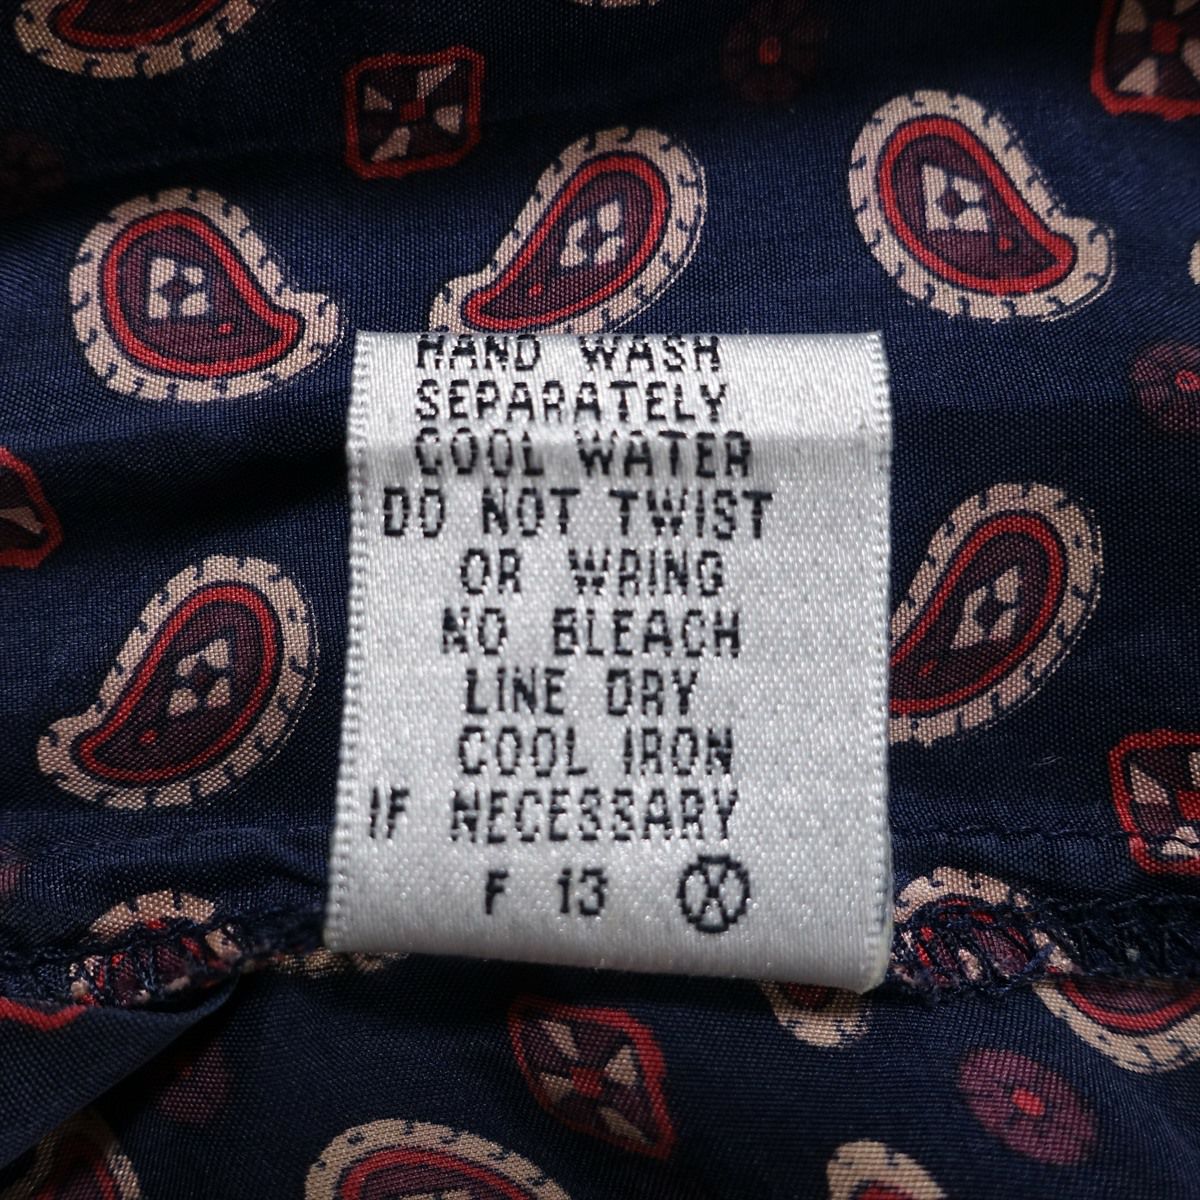 HAND WASH
SEPARATELY
COOL WATER
DO NOT TWIST
OR WRING
NO BLEACH
LINE DRY
COOL IRON
IF NECESSARY
F 13